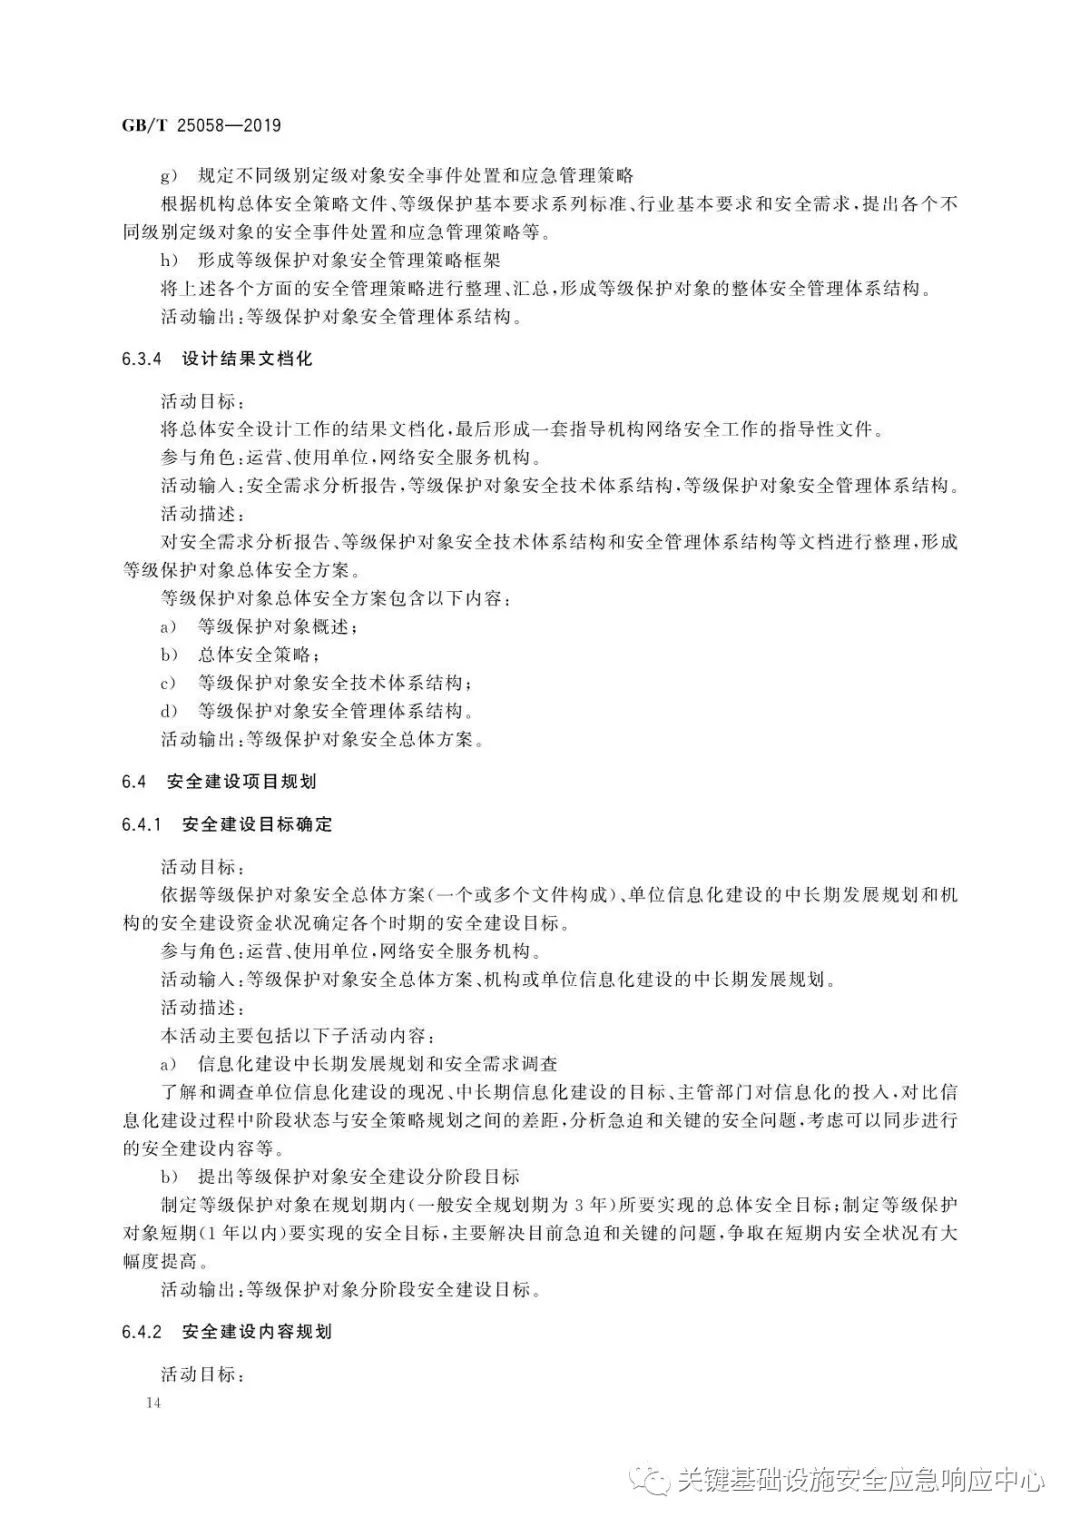 GB/T 25058—2019
g) 规定不同级别定级对象安全事件处置和应急管理策略
根据机构总体安全策略文件、等级保护基本要求系列标准、行业基本要求和安全需求,提出各个不
同级别定级对象的安全事件处置和应急管理策略等。
h) 形成等级保护对象安全管理策略框架
将上述各个方面的安全管理策略进行整理、汇总,形成等级保护对象的整体安全管理体系结构。
活动输出:等级保护对象安全管理体系结构。
6.3.4 设计结果文档化
活动目标:
将总体安全设计工作的结果文档化,最后形成一套指导机构网络安全工作的指导性文件。
参与角色:运营、使用单位,网络安全服务机构。
活动输入:安全需求分析报告,等级保护对象安全技术体系结构,等级保护对象安全管理体系结构。
活动描述:
对安全需求分析报告、等级保护对象安全技术体系结构和安全管理体系结构等文档进行整理,形成
等级保护对象总体安全方案。
等级保护对象总体安全方案包含以下内容:
a) 等级保护对象概述;
b) 总体安全策略;
c) 等级保护对象安全技术体系结构;
d) 等级保护对象安全管理体系结构。
活动输出:等级保护对象安全总体方案。
6.4 安全建设项目规划
6.4.1 安全建设目标确定
活动目标:
依据等级保护对象安全总体方案(一个或多个文件构成)、单位信息化建设的中长期发展规划和机
构的安全建设资金状况确定各个时期的安全建设目标。
参与角色:运营、使用单位,网络安全服务机构。
活动输入:等级保护对象安全总体方案、机构或单位信息化建设的中长期发展规划。
活动描述:
本活动主要包括以下子活动内容:
a) 信息化建设中长期发展规划和安全需求调查
了解和调查单位信息化建设的现况、中长期信息化建设的目标、主管部门对信息化的投入,对比信
息化建设过程中阶段状态与安全策略规划之间的差距,分析急迫和关键的安全问题,考虑可以同步进行
的安全建设内容等。
b) 提出等级保护对象安全建设分阶段目标
制定等级保护对象在规划期内(一般安全规划期为 3 年)所要实现的总体安全目标;制定等级保护
对象短期(1 年以内)要实现的安全目标,主要解决目前急迫和关键的问题,争取在短期内安全状况有大
幅度提高。
活动输出:等级保护对象分阶段安全建设目标。
6.4.2 安全建设内容规划
活动目标:
14
关键基础设施安全应急响应中心